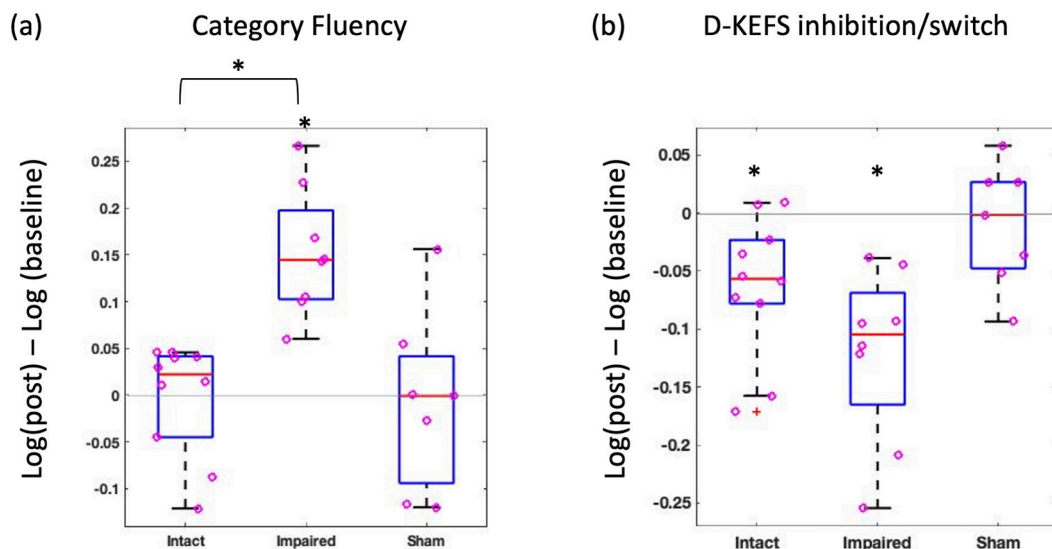 (a)
Category Fluency
*
*
Log(post) – Log (baseline)
0.25
0.2
0.15
0.1
0.05
0
-0.05
-0.1
Intact
Impaired
Sham
(b)
D-KEFS inhibition/switch
*
*
Log(post) – Log (baseline)
0.05
0
-0.05
-0.1
-0.15
-0.2
-0.25
Intact
Impaired
Sham